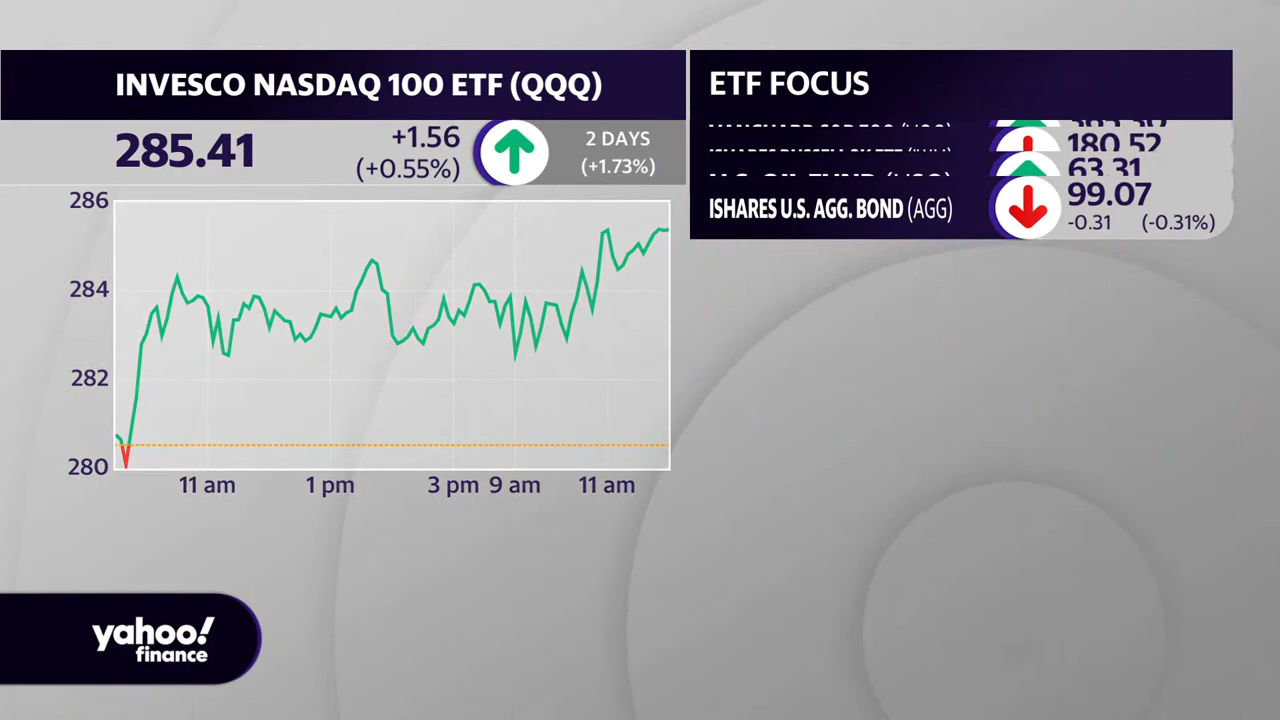 INVESCO NASDAQ 100 ETF (QQQ)
285.41
+1.56
(+0.55%)
2 DAYS
(+1.73%)
286
284
282
280
11 am
1 pm
3 pm
9 am
11 am
ETF FOCUS
180.52
63.31
ISHARES U.S. AGG. BOND (AGG)
99.07
-0.31 (-0.31%)
yahoo!
finance